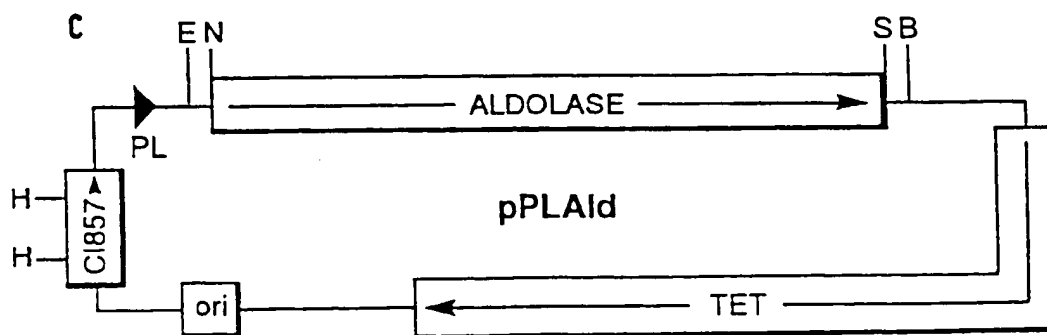 C
E N
S B
ALDOLASE
PL
H
CI857
pPLAld
H
ori
TET